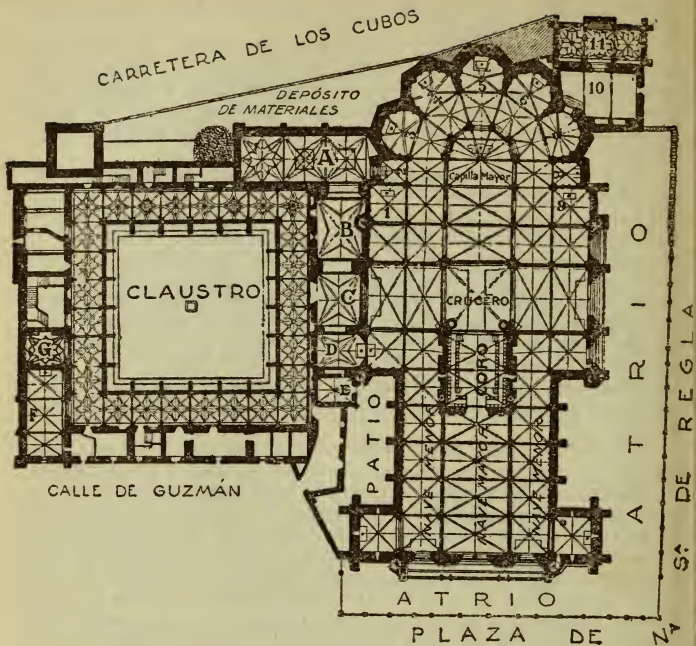 CARRETERA DE LOS CUBOS
DEPÓSITO
DE MATERIALES
11
10
5
A
Capilla Mayor
1
B
CLAUSTRO
C
CRUCERO
D
G
E
CORO
PATIO
NAVE MENOR
NAVE MAYOR
NAVE MENOR
ATRIO
CALLE DE GUZMÁN
ATRIO
PLAZA DE Nª Sª DE REGLA